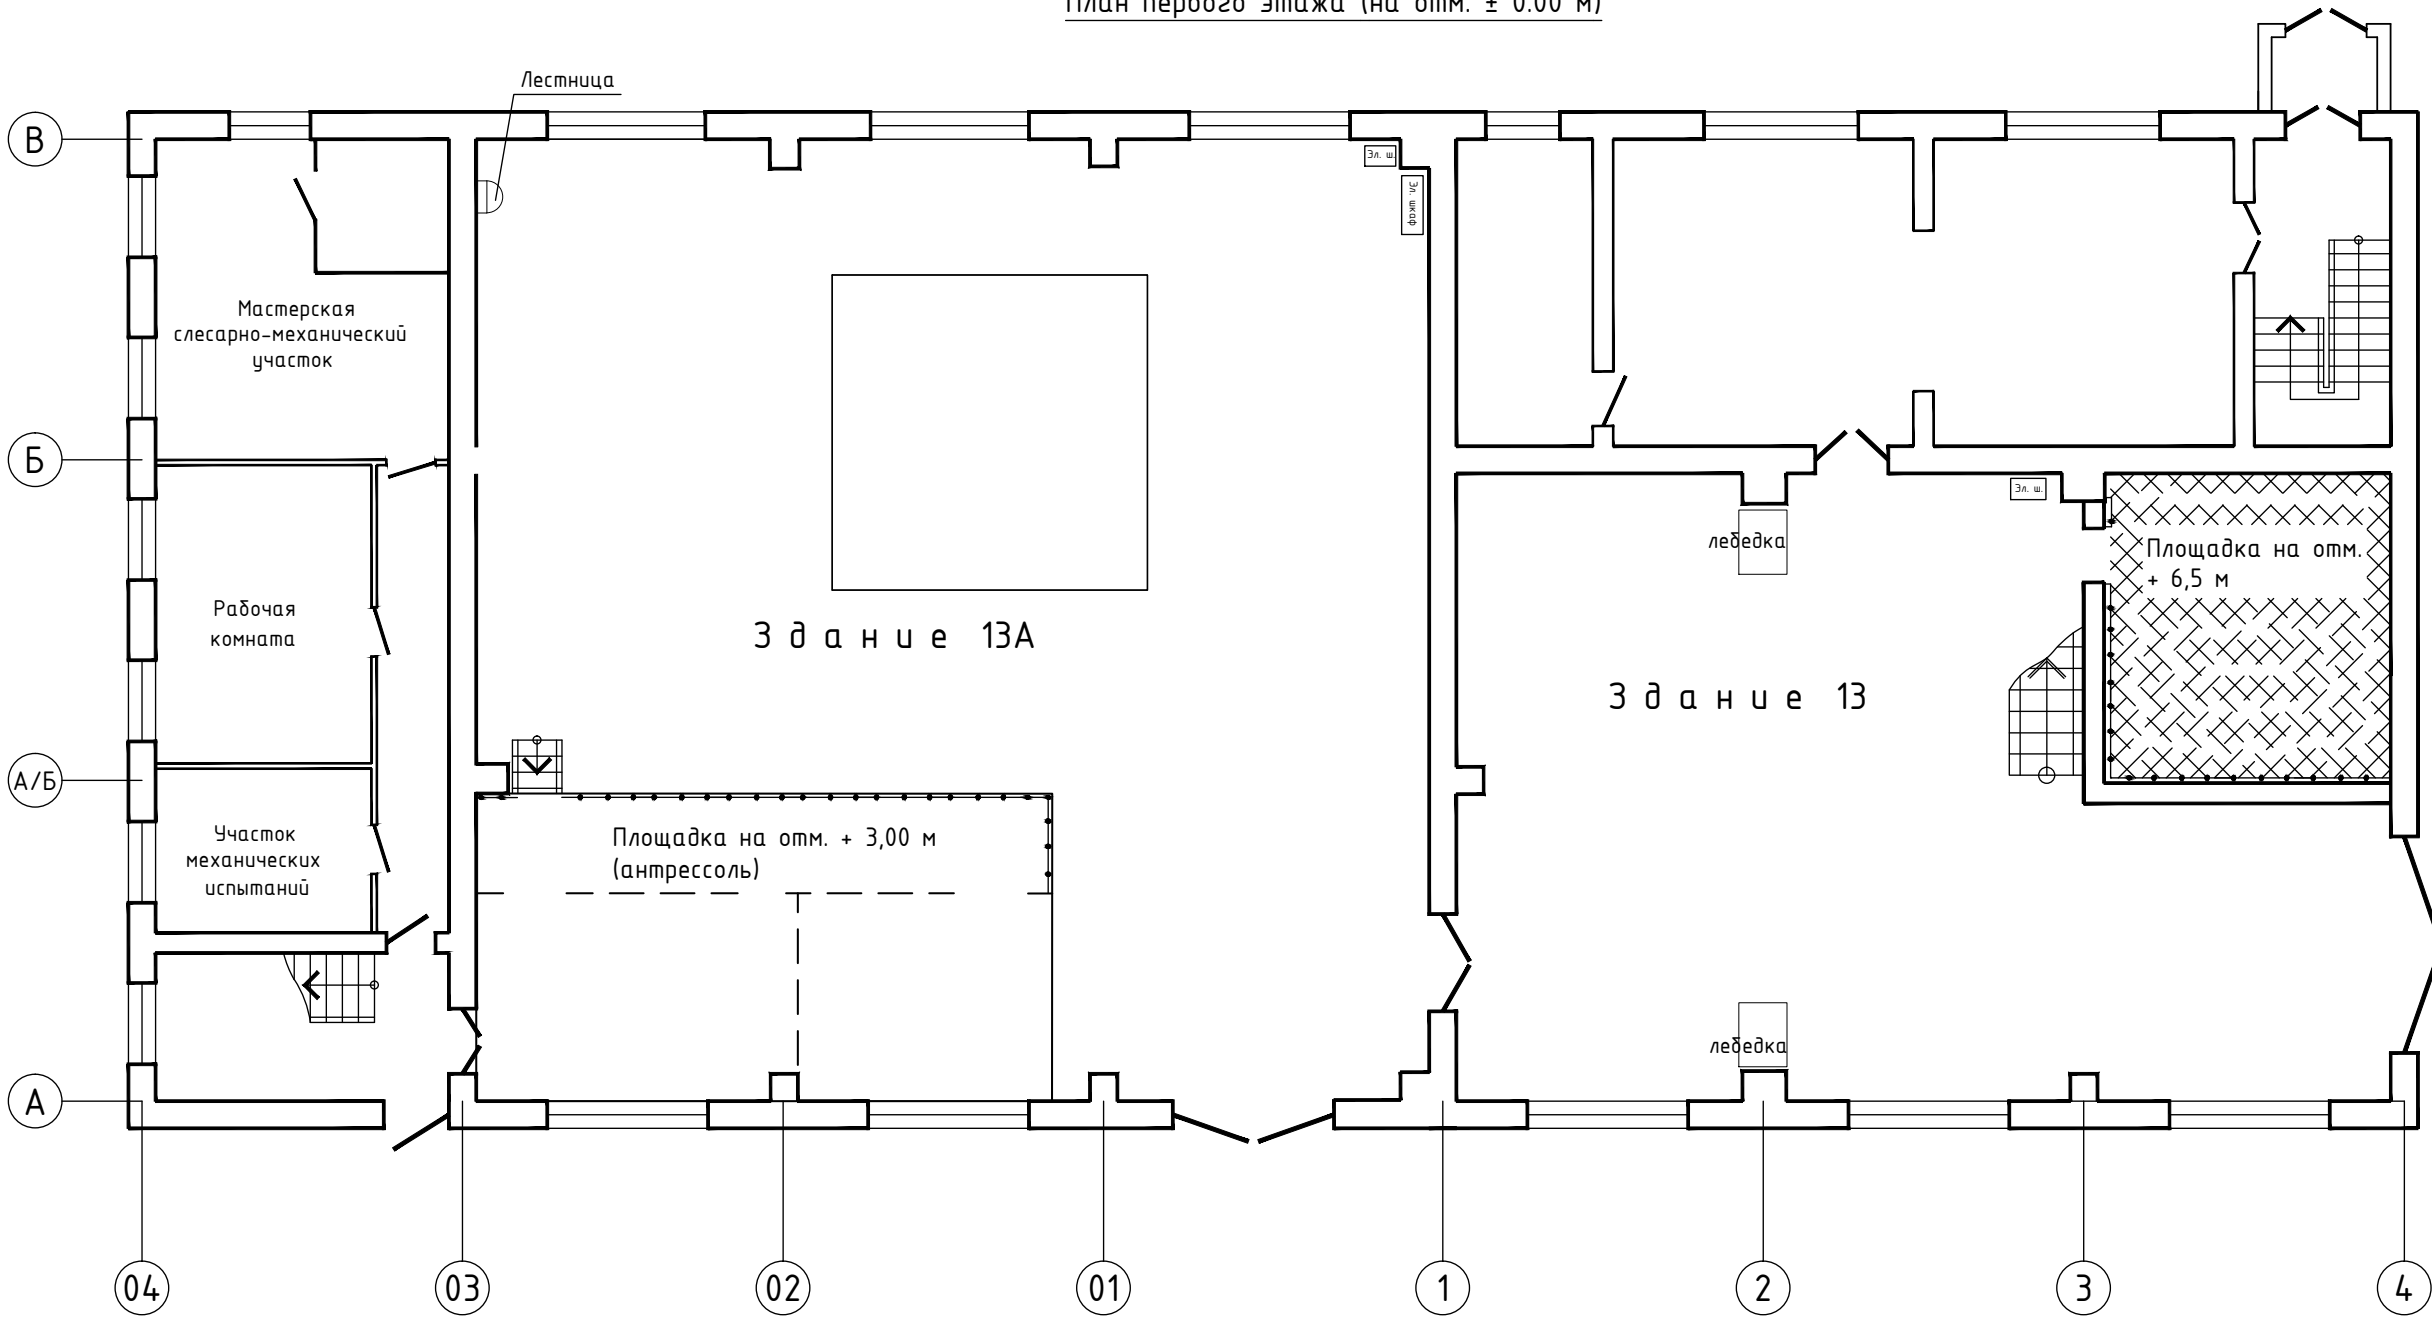 План первого этажа (на отм. ± 0.00 м)
Лестница
В
Эл. ш.
Эл. шкаф
Мастерская
слесарно-механический
участок
Б
Эл. ш.
лебедка
Площадка на отм.
+ 6,5 м
Рабочая
комната
Здание 13А
Здание 13
А/Б
Участок
механических
испытаний
Площадка на отм. + 3,00 м
(антрессоль)
лебедка
А
04
03
02
01
1
2
3
4